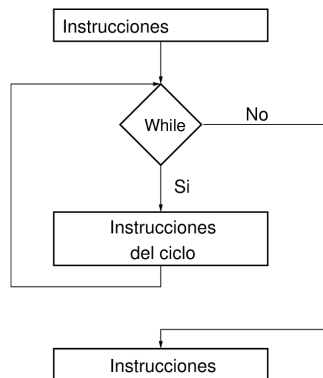 Instrucciones
While
No
Si
Instrucciones
del ciclo
Instrucciones